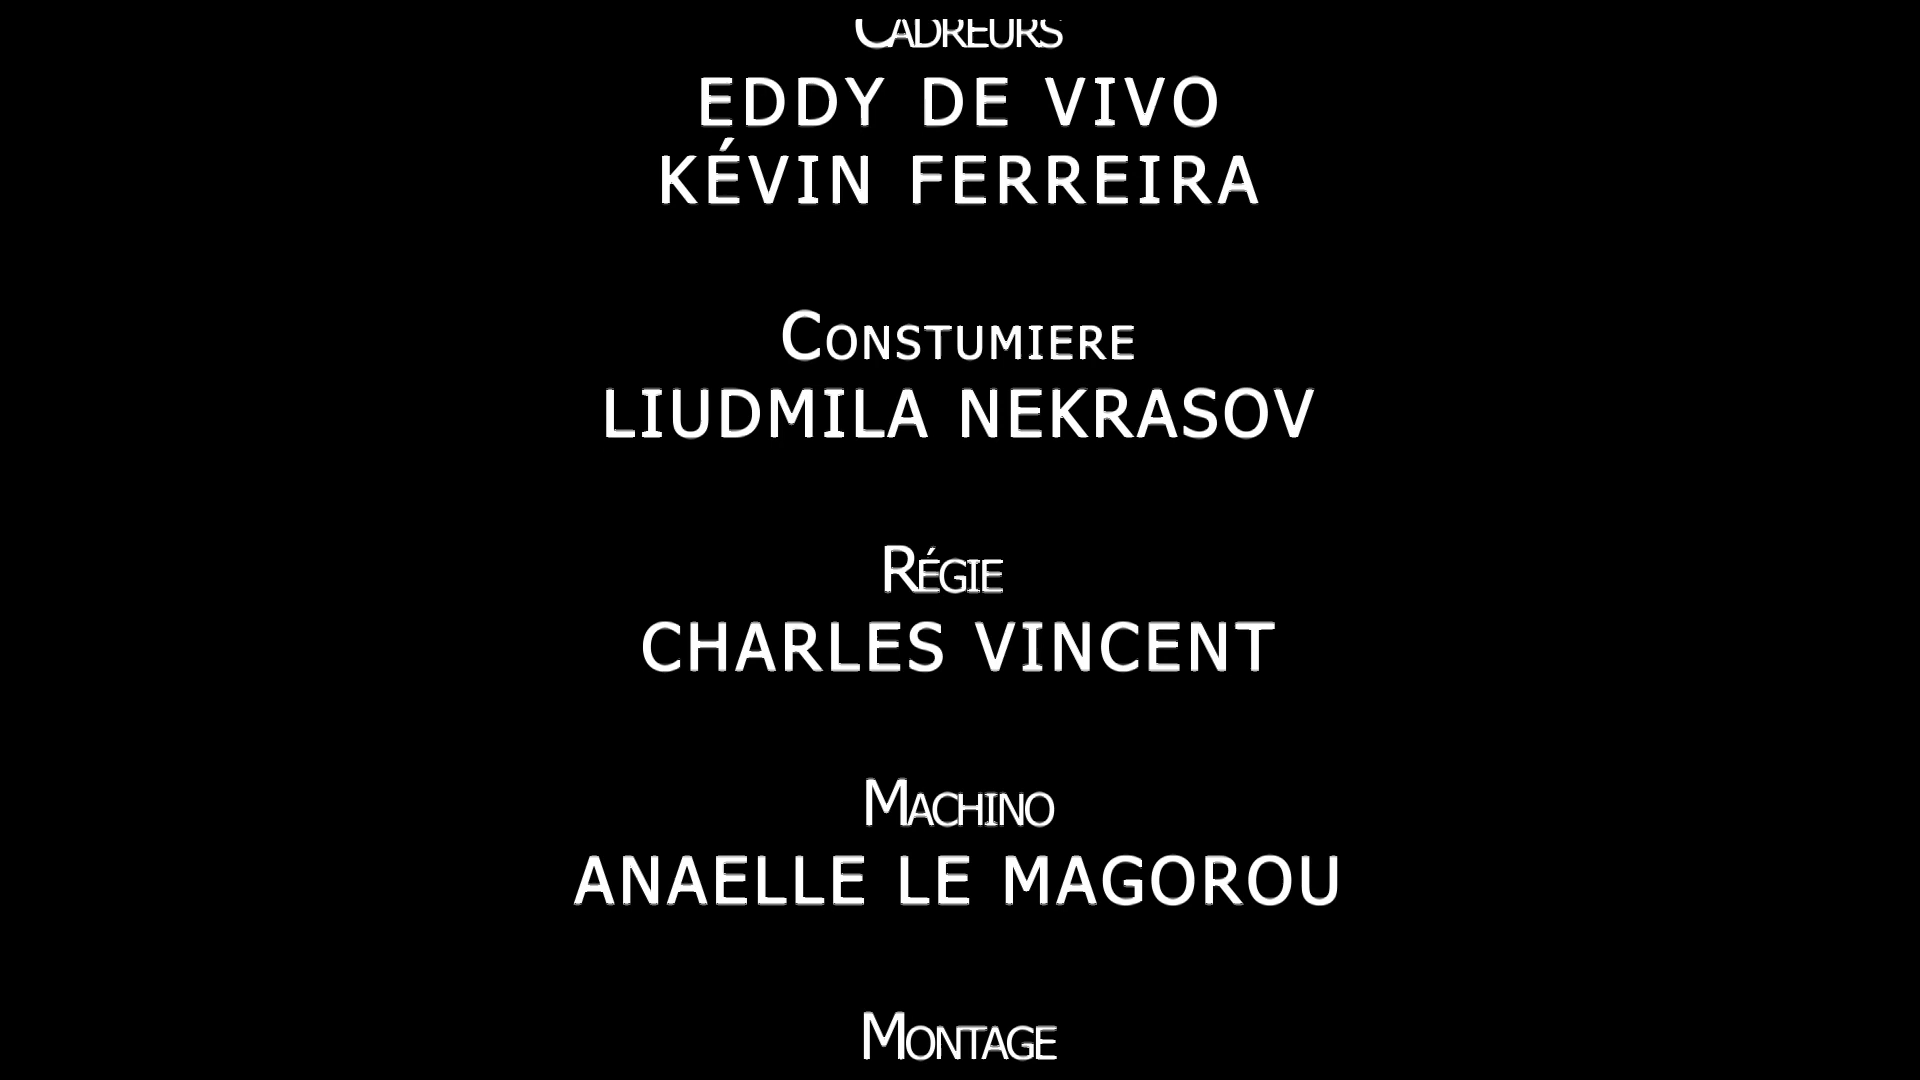 Cadreurs
EDDY DE VIVO
KÉVIN FERREIRA
Constumiere
LIUDMILA NEKRASOV
Régie
CHARLES VINCENT
Machino
ANAELLE LE MAGOROU
Montage